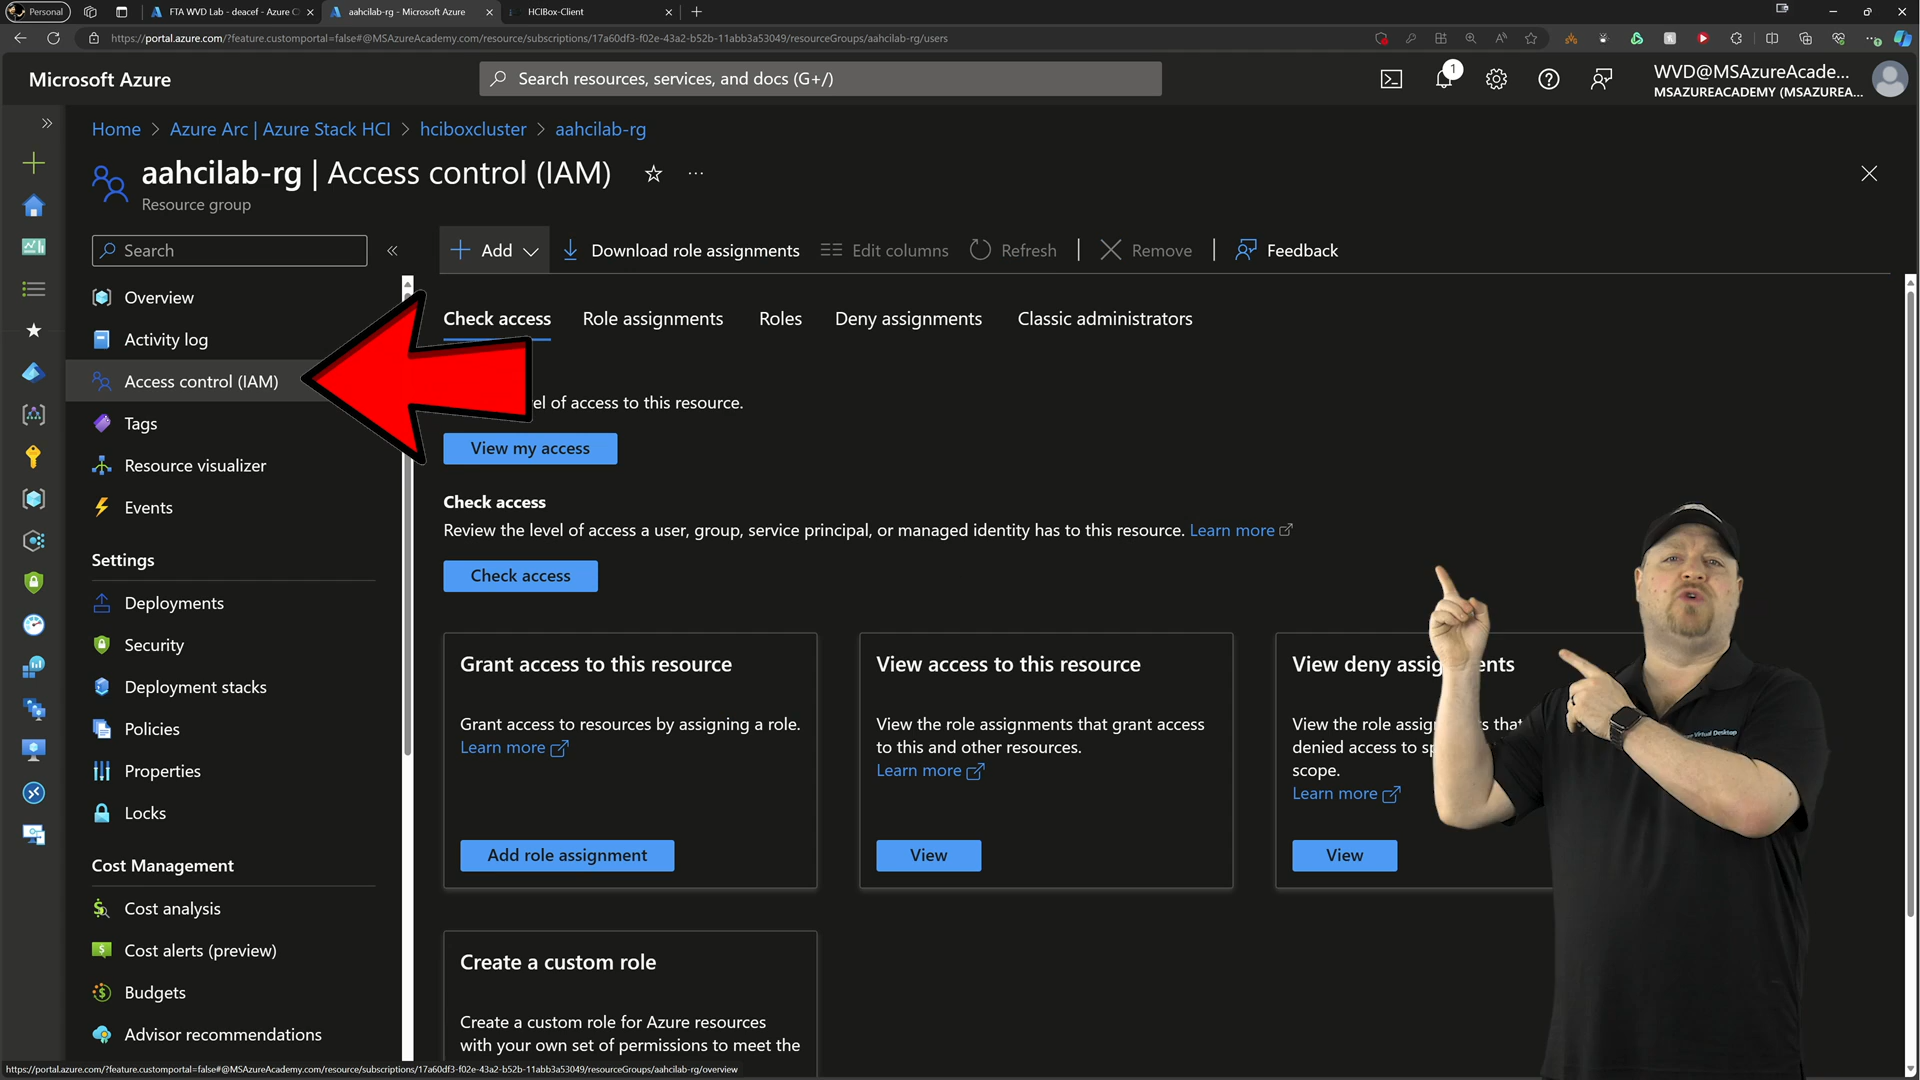 Personal
FTA WVD Lab - deacef - Azure C
aahcilab-rg - Microsoft Azure
HCIBox-Client
https://portal.azure.com/?feature.customportal=false#@MSAzureAcademy.com/resource/subscriptions/17a60df3-f02e-43a2-b52b-11abb3a53049/resourceGroups/aahcilab-rg/users
Microsoft Azure
Search resources, services, and docs (G+/)
1
WVD@MSAzureAcade...
MSAZUREACADEMY (MSAZUREA...
Home > Azure Arc | Azure Stack HCI > hciboxcluster > aahcilab-rg
aahcilab-rg | Access control (IAM)
Resource group
Search
Add
Download role assignments
Edit columns
Refresh
Remove
Feedback
Overview
Activity log
Access control (IAM)
Tags
Resource visualizer
Events
Settings
Deployments
Security
Deployment stacks
Policies
Properties
Locks
Cost Management
Cost analysis
Cost alerts (preview)
Budgets
Advisor recommendations
Check access
Role assignments
Roles
Deny assignments
Classic administrators
of access to this resource.
View my access
Check access
Review the level of access a user, group, service principal, or managed identity has to this resource. Learn more
Check access
Grant access to this resource
Grant access to resources by assigning a role.
Learn more
Add role assignment
View access to this resource
View the role assignments that grant access
to this and other resources.
Learn more
View
View deny assignments
View the role assig ts that
denied access to sp
scope.
Learn more
View
Virtual Desktop
Create a custom role
Create a custom role for Azure resources
with your own set of permissions to meet the
https://portal.azure.com/?feature.customportal=false#@MSAzureAcademy.com/resource/subscriptions/17a60df3-f02e-43a2-b52b-11abb3a53049/resourceGroups/aahcilab-rg/overview